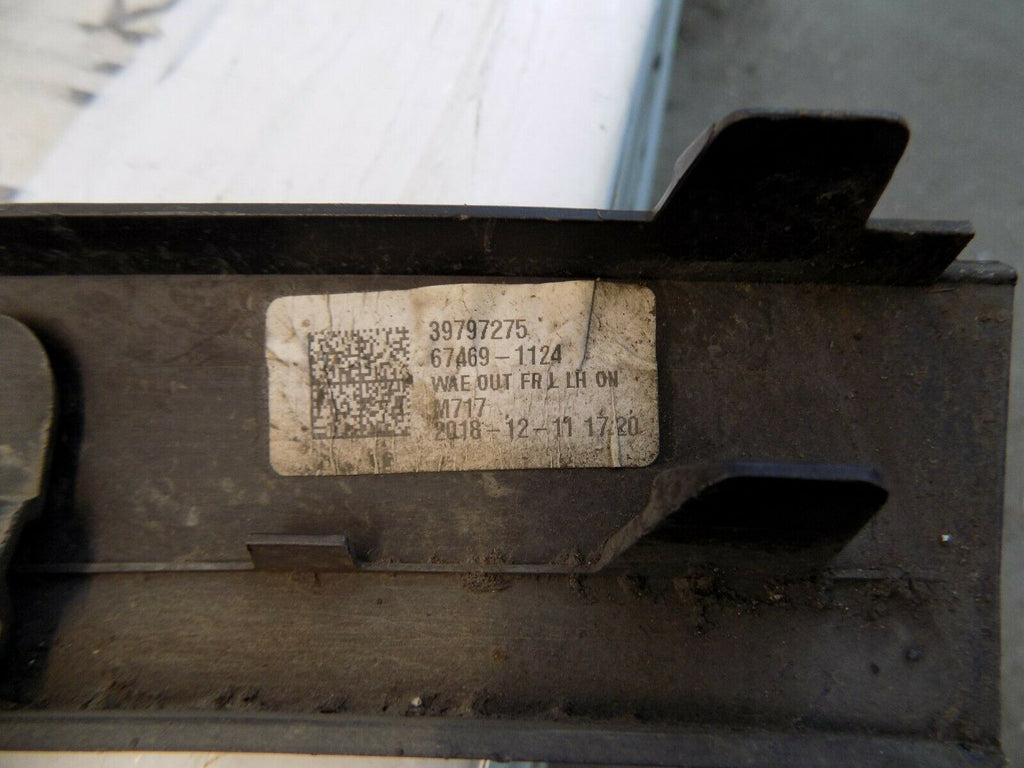 39797275
67469-1124
WAE OUT FR L LH ON
M717
2018-12-11 17:20